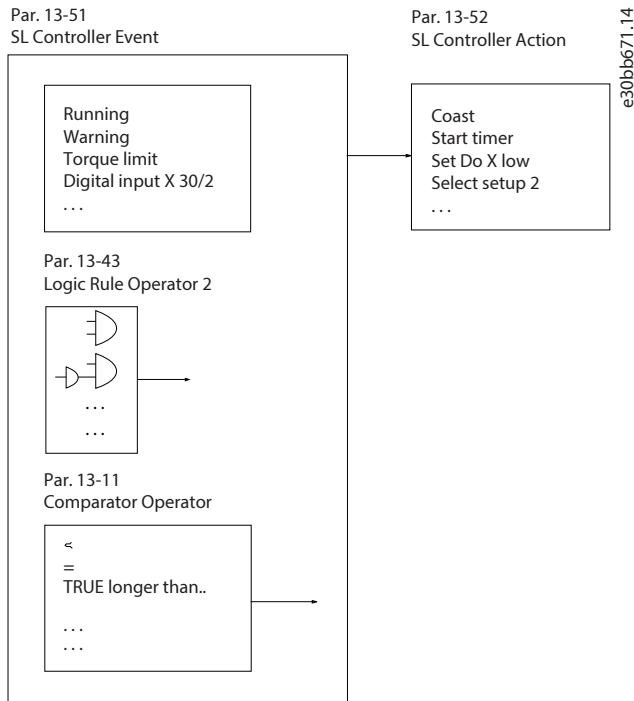 Par. 13-51
SL Controller Event
Par. 13-52
SL Controller Action
e30bb671.14
Running
Warning
Torque limit
Digital input X 30/2
. . .
Coast
Start timer
Set Do X low
Select setup 2
. . .
Par. 13-43
Logic Rule Operator 2
. . .
. . .
Par. 13-11
Comparator Operator
=
TRUE longer than..
. . .
. . .